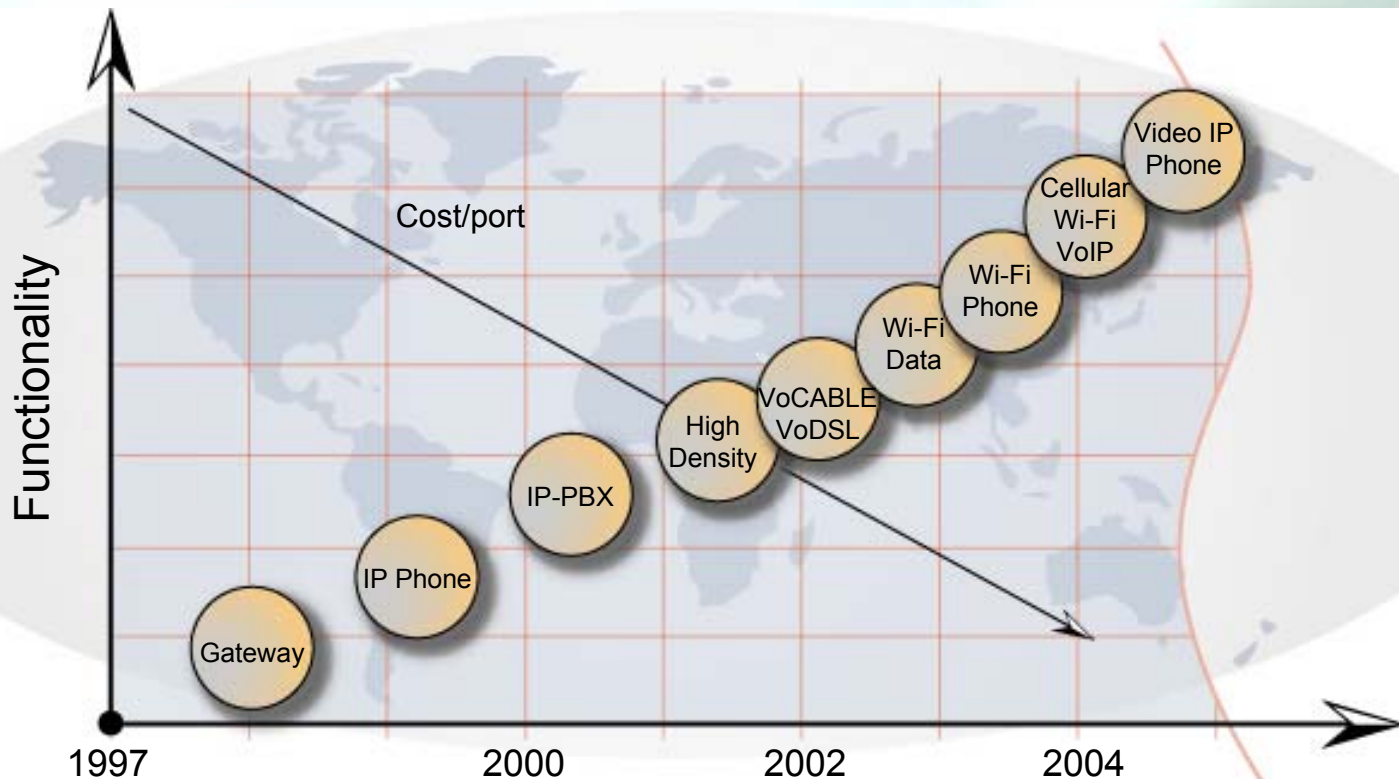 Functionality
Cost/port
Video IP
Phone
Cellular
Wi-Fi
VoIP
Wi-Fi
Phone
Wi-Fi
Data
VoCABLE
VoDSL
High
Density
IP-PBX
IP Phone
Gateway
1997
2000
2002
2004